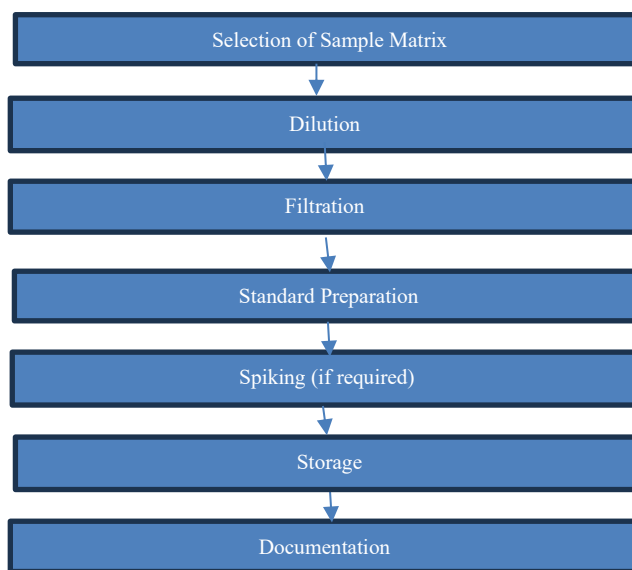 Selection of Sample Matrix
Dilution
Filtration
Standard Preparation
Spiking (if required)
Storage
Documentation